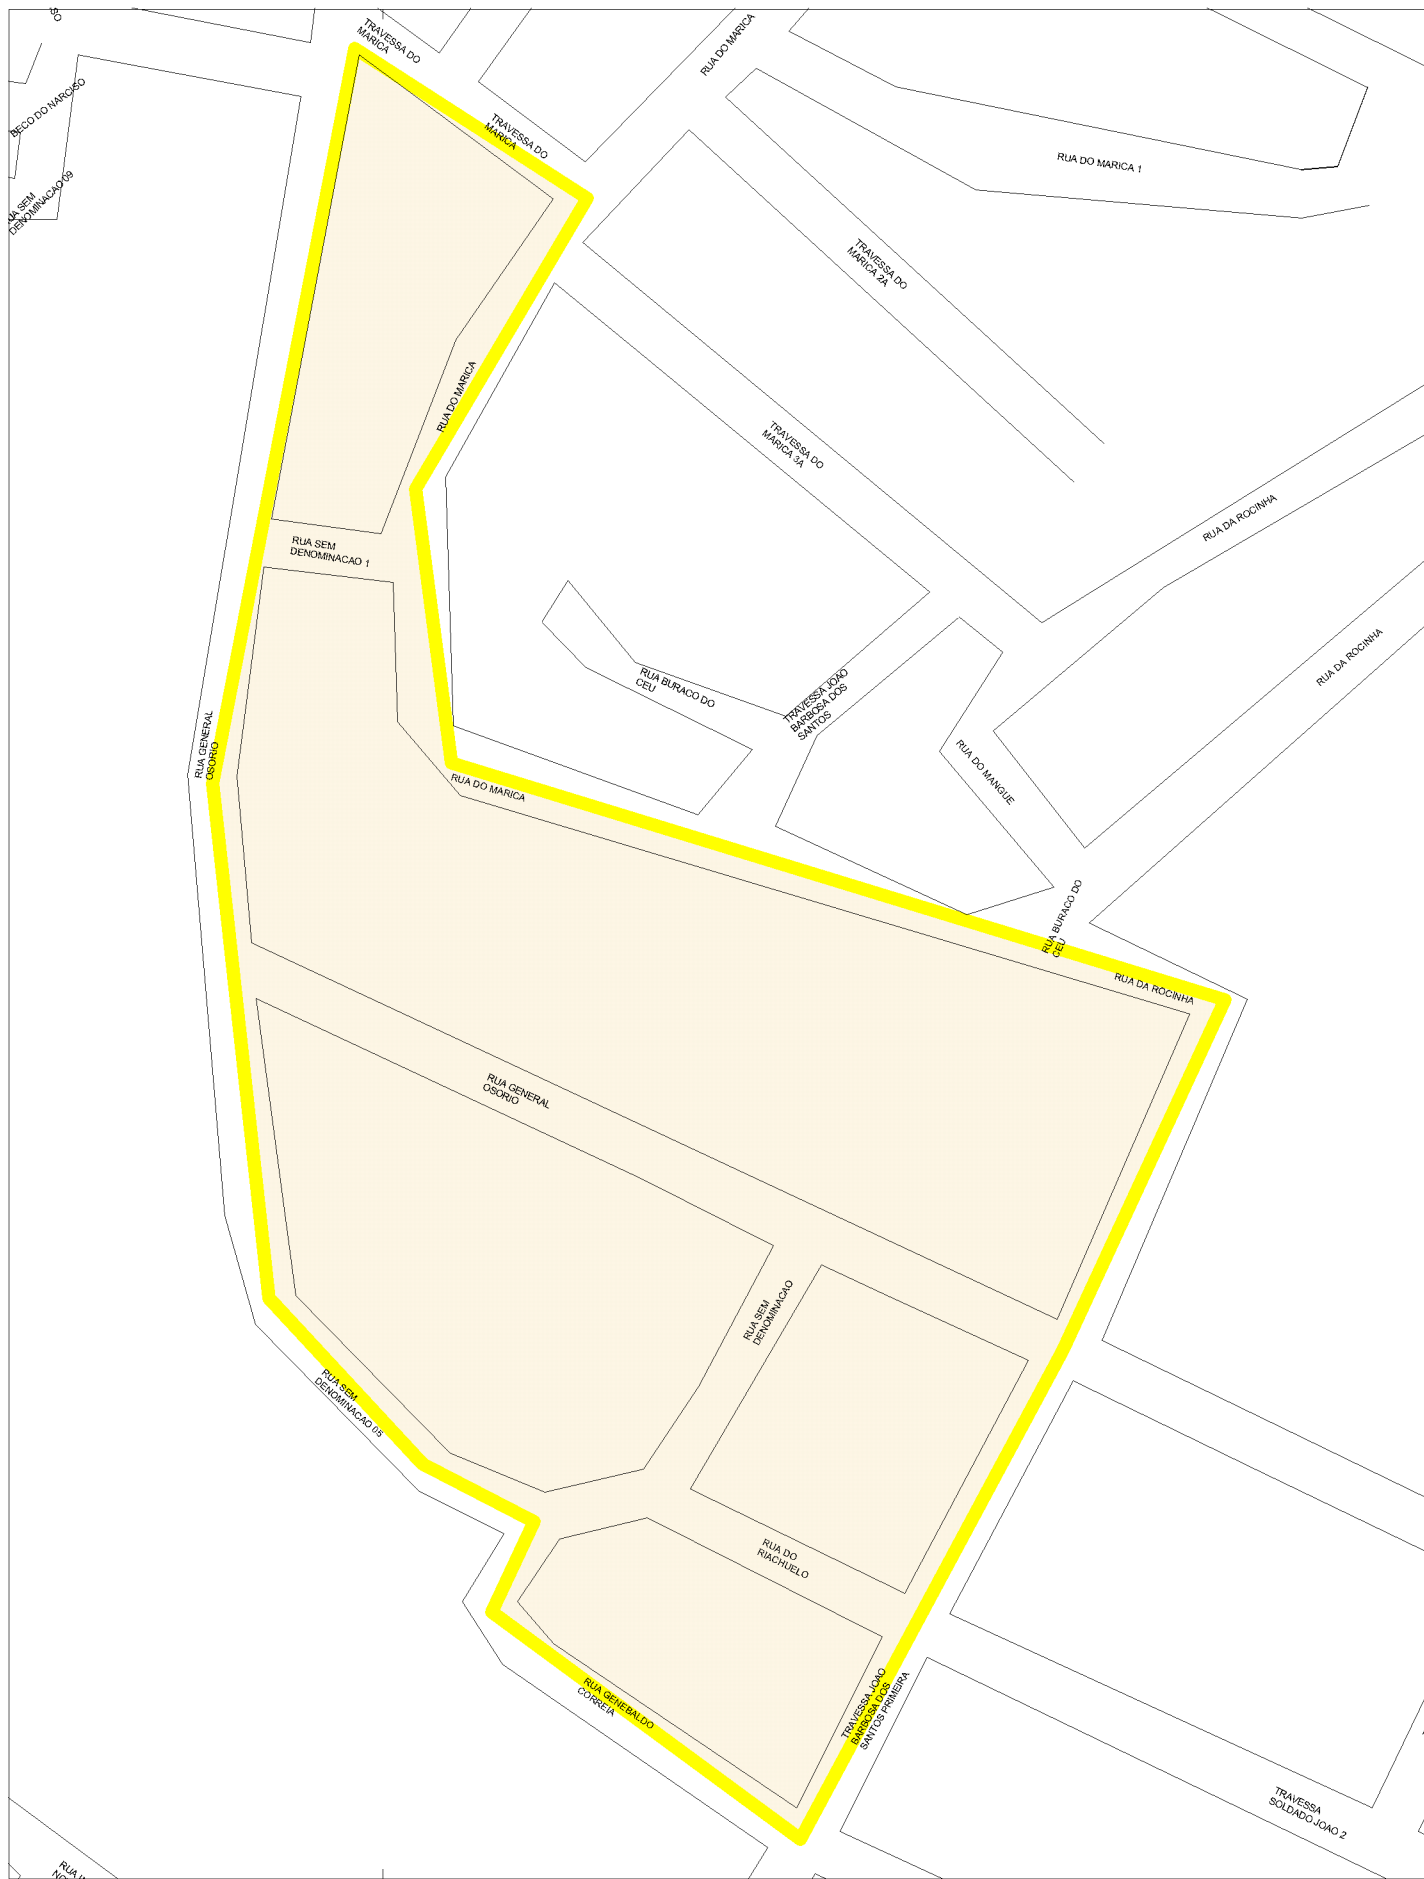 SO
TRAVESSA DO
MARICA
RUA DO MARICA
BECO DO NARCISO
TRAVESSA DO
MARICA
RUA DO MARICA 1
SEM
DENOMINACAO 09
TRAVESSA DO
MARICA 2A
RUA DO MARICA
TRAVESSA DO
MARICA 3A
RUA DA ROCINHA
RUA SEM
DENOMINACAO 1
RUA DA ROCINHA
RUA BURACO DO
CEU
TRAVESSA JOAO
BARBOSA DOS
SANTOS
RUA GENERAL
OSORIO
RUA DO MANGUE
RUA DO MARICA
RUA BURACO DO
CEU
RUA DA ROCINHA
RUA GENERAL
OSORIO
RUA SEM
DENOMINACAO
RUA SEM
DENOMINACAO 05
RUA DO
RIACHUELO
RUA GENEBALDO
CORREIA
TRAVESSA JOAO
BARBOSA DOS
SANTOS PRIMEIRA
TRAVESSA
SOLDADO JOAO 2
RUA